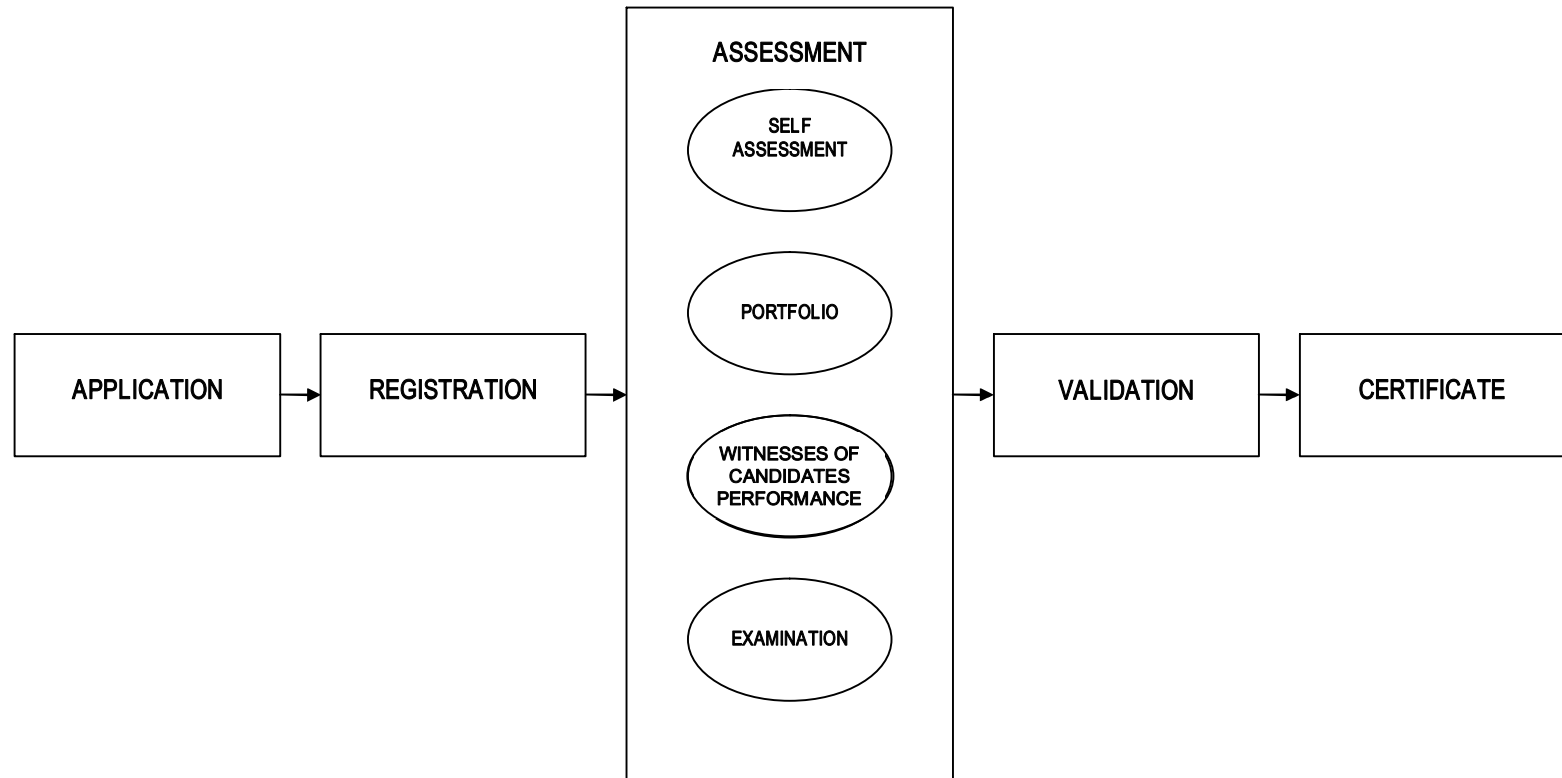 APPLICATION
REGISTRATION
ASSESSMENT
SELF
ASSESSMENT
PORTFOLIO
WITNESSES OF
CANDIDATES
PERFORMANCE
EXAMINATION
VALIDATION
CERTIFICATE